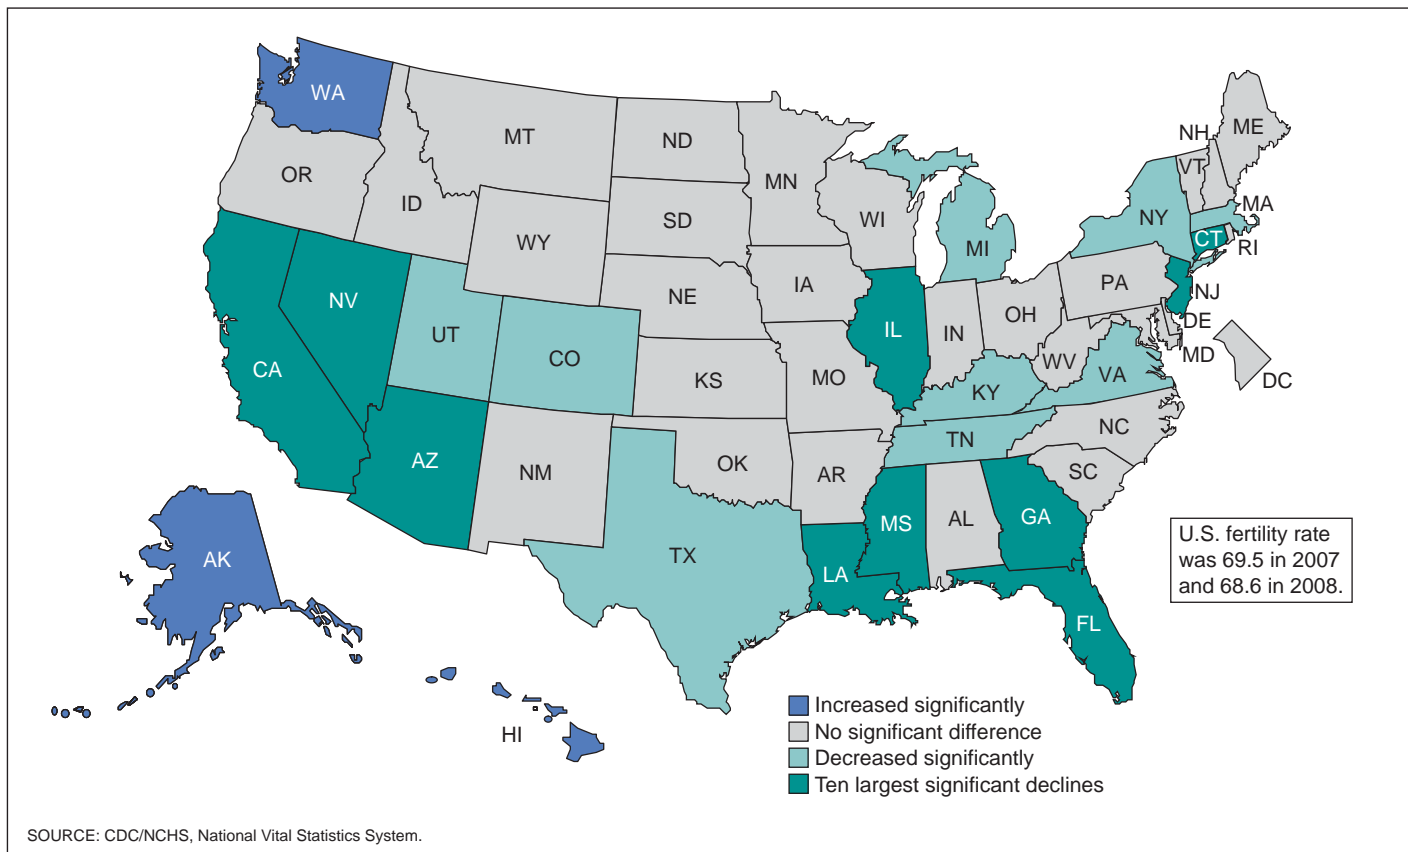 WA
MT
ND
MN
OR
ID
SD
WI
MI
NH
ME
VT
NY
MA
CT
RI
WY
IA
NE
PA
NJ
NV
UT
CO
IL
IN
OH
DE
MD
DC
CA
KS
MO
WV
VA
KY
NC
TN
AZ
NM
OK
AR
SC
MS
AL
GA
AK
TX
LA
FL
HI
U.S. fertility rate
was 69.5 in 2007
and 68.6 in 2008.
Increased significantly
No significant difference
Decreased significantly
Ten largest significant declines
SOURCE: CDC/NCHS, National Vital Statistics System.